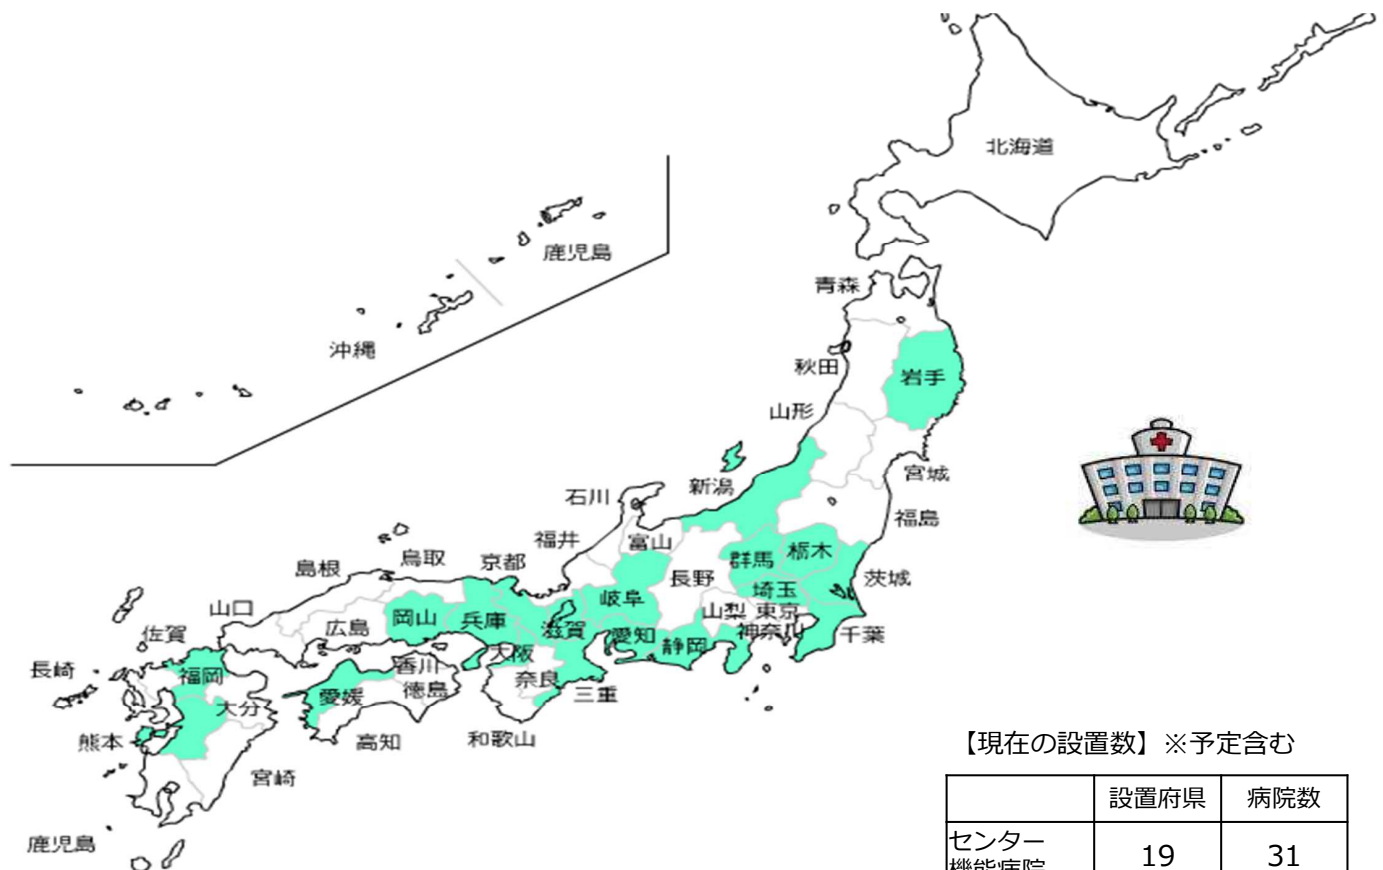 北海道
鹿児島
青森
沖縄
秋田
岩手
山形
宮城
新潟
石川
福島
福井
富山
群馬
栃木
鳥取
京都
島根
長野
茨城
埼玉
岐阜
山口
岡山
兵庫
山梨
東京
佐賀
広島
滋賀
愛知
静岡
神奈川
千葉
大阪
長崎
福岡
香川
奈良
愛媛
徳島
三重
大分
熊本
高知
和歌山
宮崎
鹿児島
【現在の設置数】※予定含む
設置府県 病院数
センター 19 31
機能病院